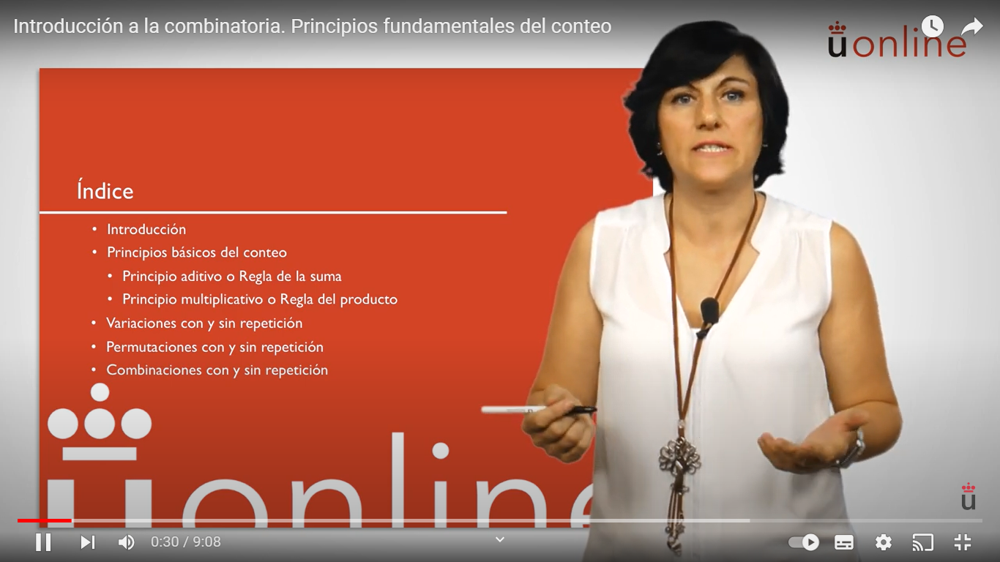 Introducción a la combinatoria. Principios fundamentales del conteo
uonline
Índice
• Introducción
• Principios básicos del conteo
• Principio aditivo o Regla de la suma
• Principio multiplicativo o Regla del producto
• Variaciones con y sin repetición
• Permutaciones con y sin repetición
• Combinaciones con y sin repetición
uonline
u
0:30 / 9:08